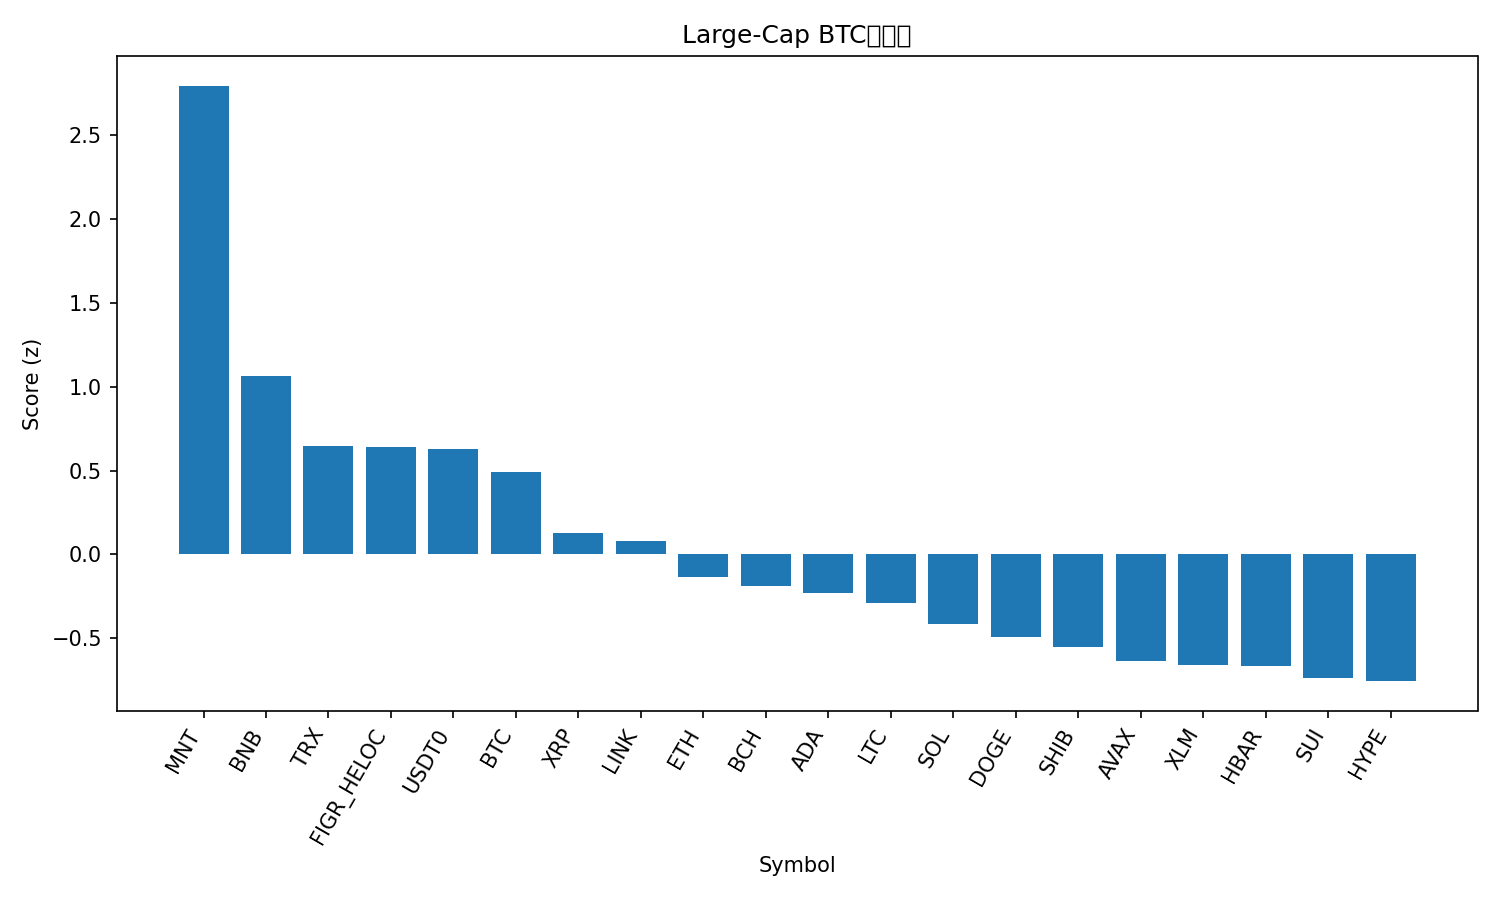 Large-Cap BTC
Score (z)
2.5
2.0
1.5
1.0
0.5
0.0
−0.5
MNT
BNB
TRX
FIGR_HELOC
USDT0
BTC
XRP
LINK
ETH
BCH
ADA
LTC
SOL
DOGE
SHIB
AVAX
XLM
HBAR
SUI
HYPE
Symbol